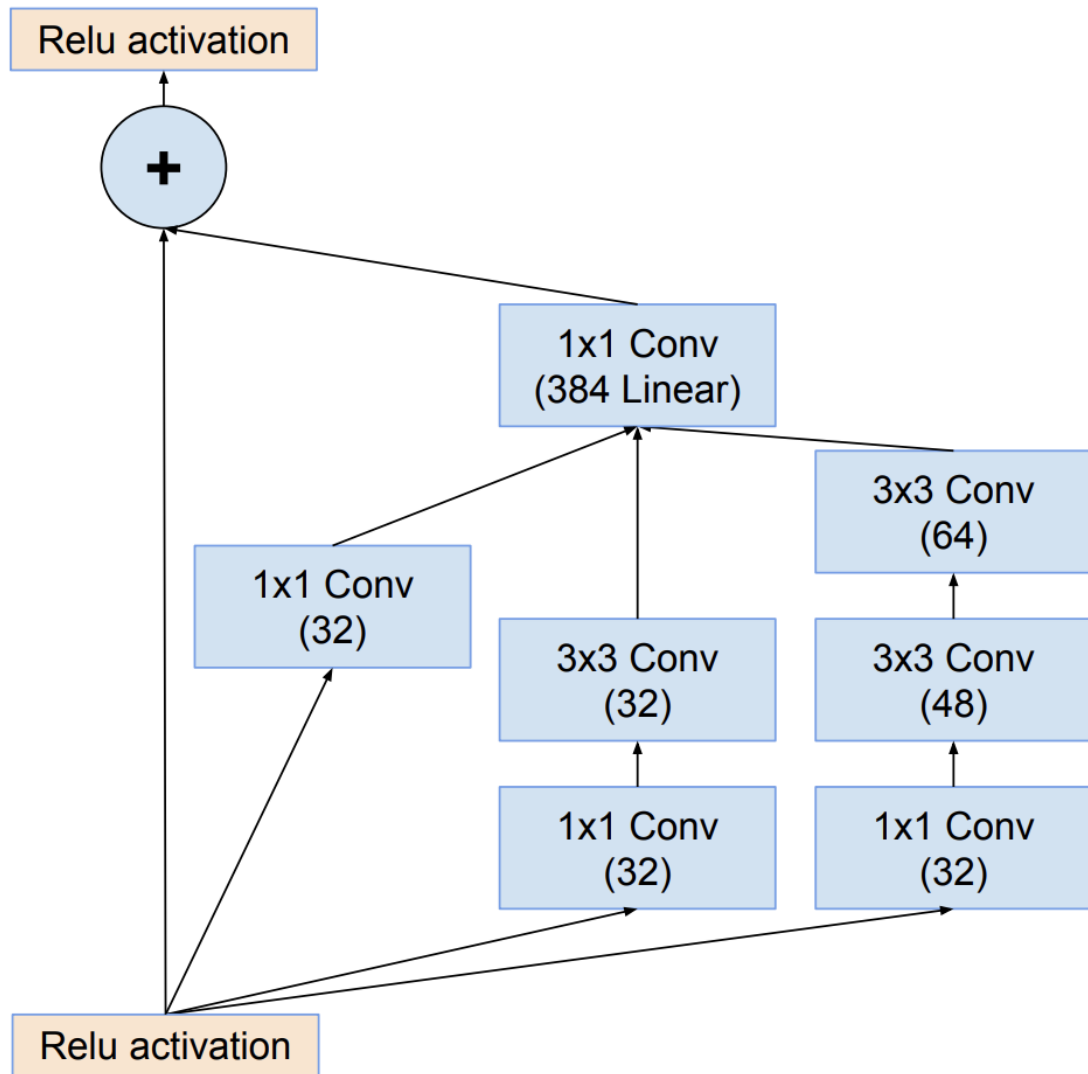 Relu activation
+
1x1 Conv
(384 Linear)
3x3 Conv
(64)
1x1 Conv
(32)
3x3 Conv
(32)
3x3 Conv
(48)
1x1 Conv
(32)
1x1 Conv
(32)
Relu activation